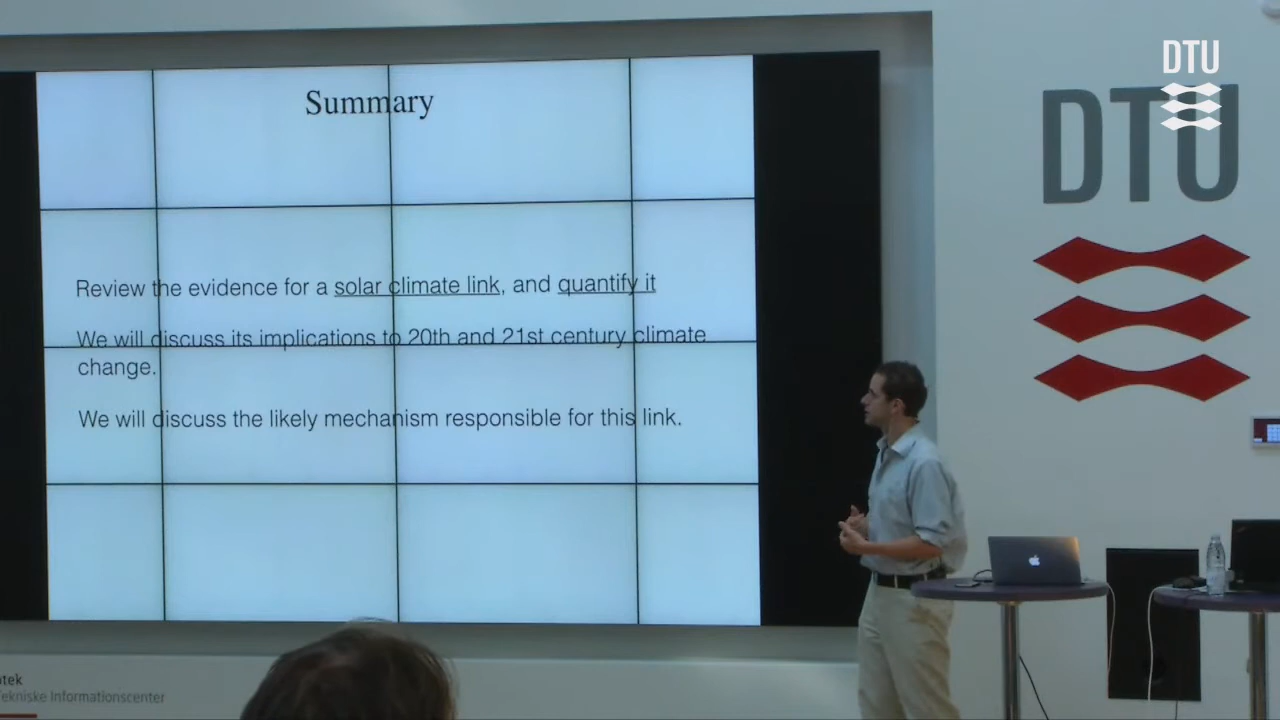 DTU
DTU
Summary
Review the evidence for a solar climate link, and quantify it
We will discuss its implications to 20th and 21st century climate
change.
We will discuss the likely mechanism responsible for this link.
Tekniske Informationscenter